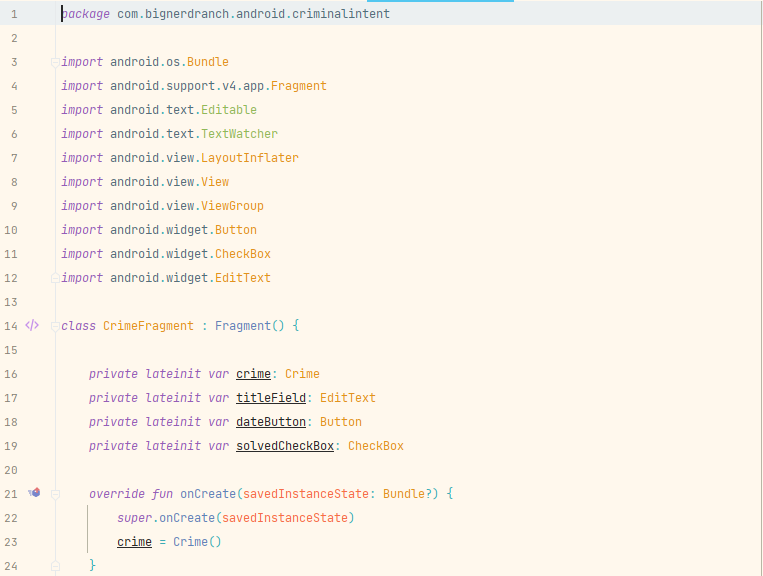 1 package com.bignerdranch.android.criminalintent
2
3 import android.os.Bundle
4 import android.support.v4.app.Fragment
5 import android.text.Editable
6 import android.text.TextWatcher
7 import android.view.LayoutInflater
8 import android.view.View
9 import android.view.ViewGroup
10 import android.widget.Button
11 import android.widget.CheckBox
12 import android.widget.EditText
13
14 class CrimeFragment : Fragment() {
15
16     private lateinit var crime: Crime
17     private lateinit var titleField: EditText
18     private lateinit var dateButton: Button
19     private lateinit var solvedCheckBox: CheckBox
20
21     override fun onCreate(savedInstanceState: Bundle?) {
22         super.onCreate(savedInstanceState)
23         crime = Crime()
24     }